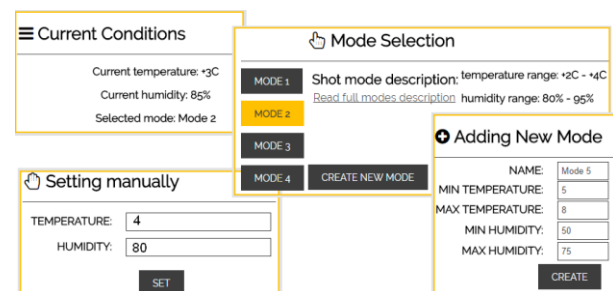 Current Conditions
Current temperature: +3C
Current humidity: 85%
Selected mode: Mode 2
Mode Selection
MODE 1
MODE 2
MODE 3
MODE 4
Shot mode description: temperature range: +2C - +4C
Read full modes description humidity range: 80% - 95%
CREATE NEW MODE
Setting manually
TEMPERATURE: 4
HUMIDITY: 80
SET
Adding New Mode
NAME: Mode 5
MIN TEMPERATURE: 5
MAX TEMPERATURE: 8
MIN HUMIDITY: 50
MAX HUMIDITY: 75
CREATE